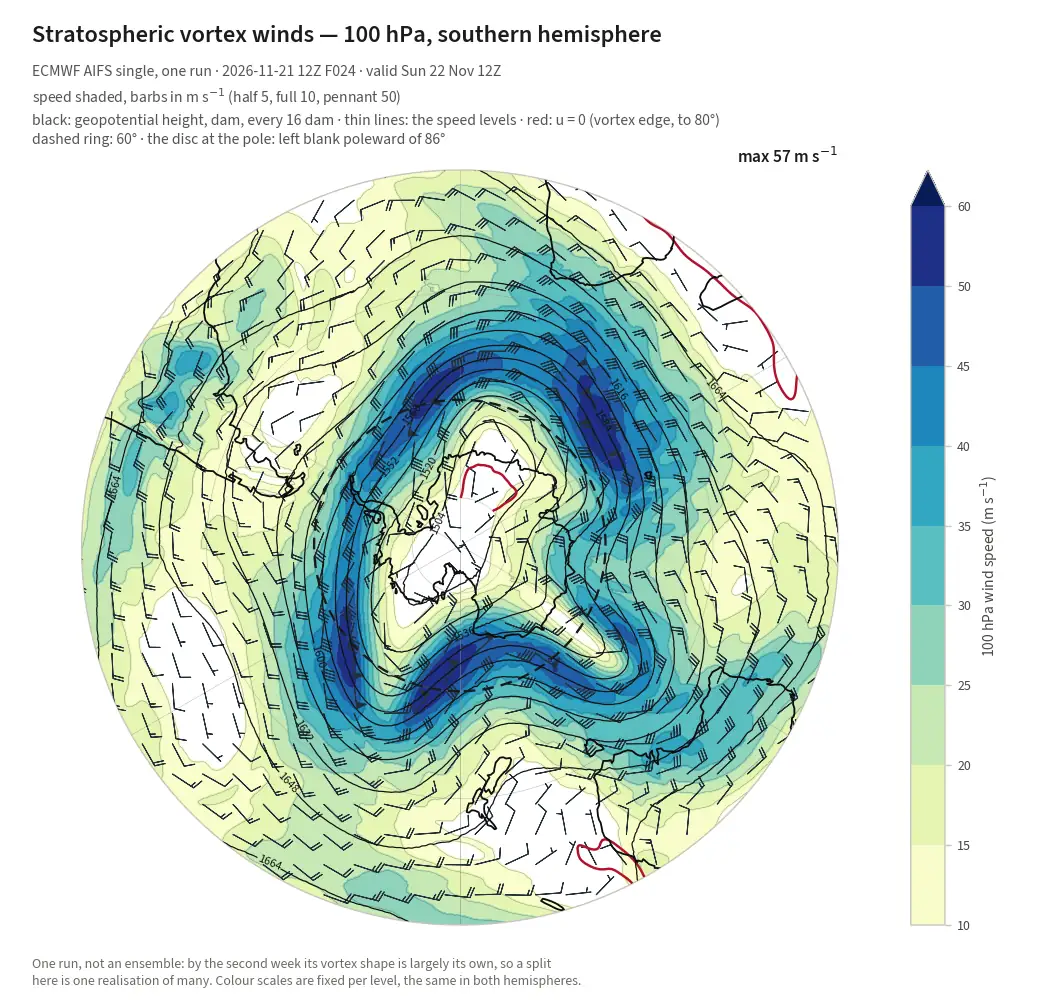 Stratospheric vortex winds — 100 hPa, southern hemisphere
ECMWF AIFS single, one run · 2026-11-21 12Z F024 · valid Sun 22 Nov 12Z
speed shaded, barbs in m s⁻¹ (half 5, full 10, pennant 50)
black: geopotential height, dam, every 16 dam · thin lines: the speed levels · red: u = 0 (vortex edge, to 80°)
dashed ring: 60° · the disc at the pole: left blank poleward of 86°
max 57 m s⁻¹
60
50
45
40
35
30
25
20
15
10
100 hPa wind speed (m s⁻¹)
1616
1664
1520
1504
1664
1600
1648
1664
One run, not an ensemble: by the second week its vortex shape is largely its own, so a split
here is one realisation of many. Colour scales are fixed per level, the same in both hemispheres.